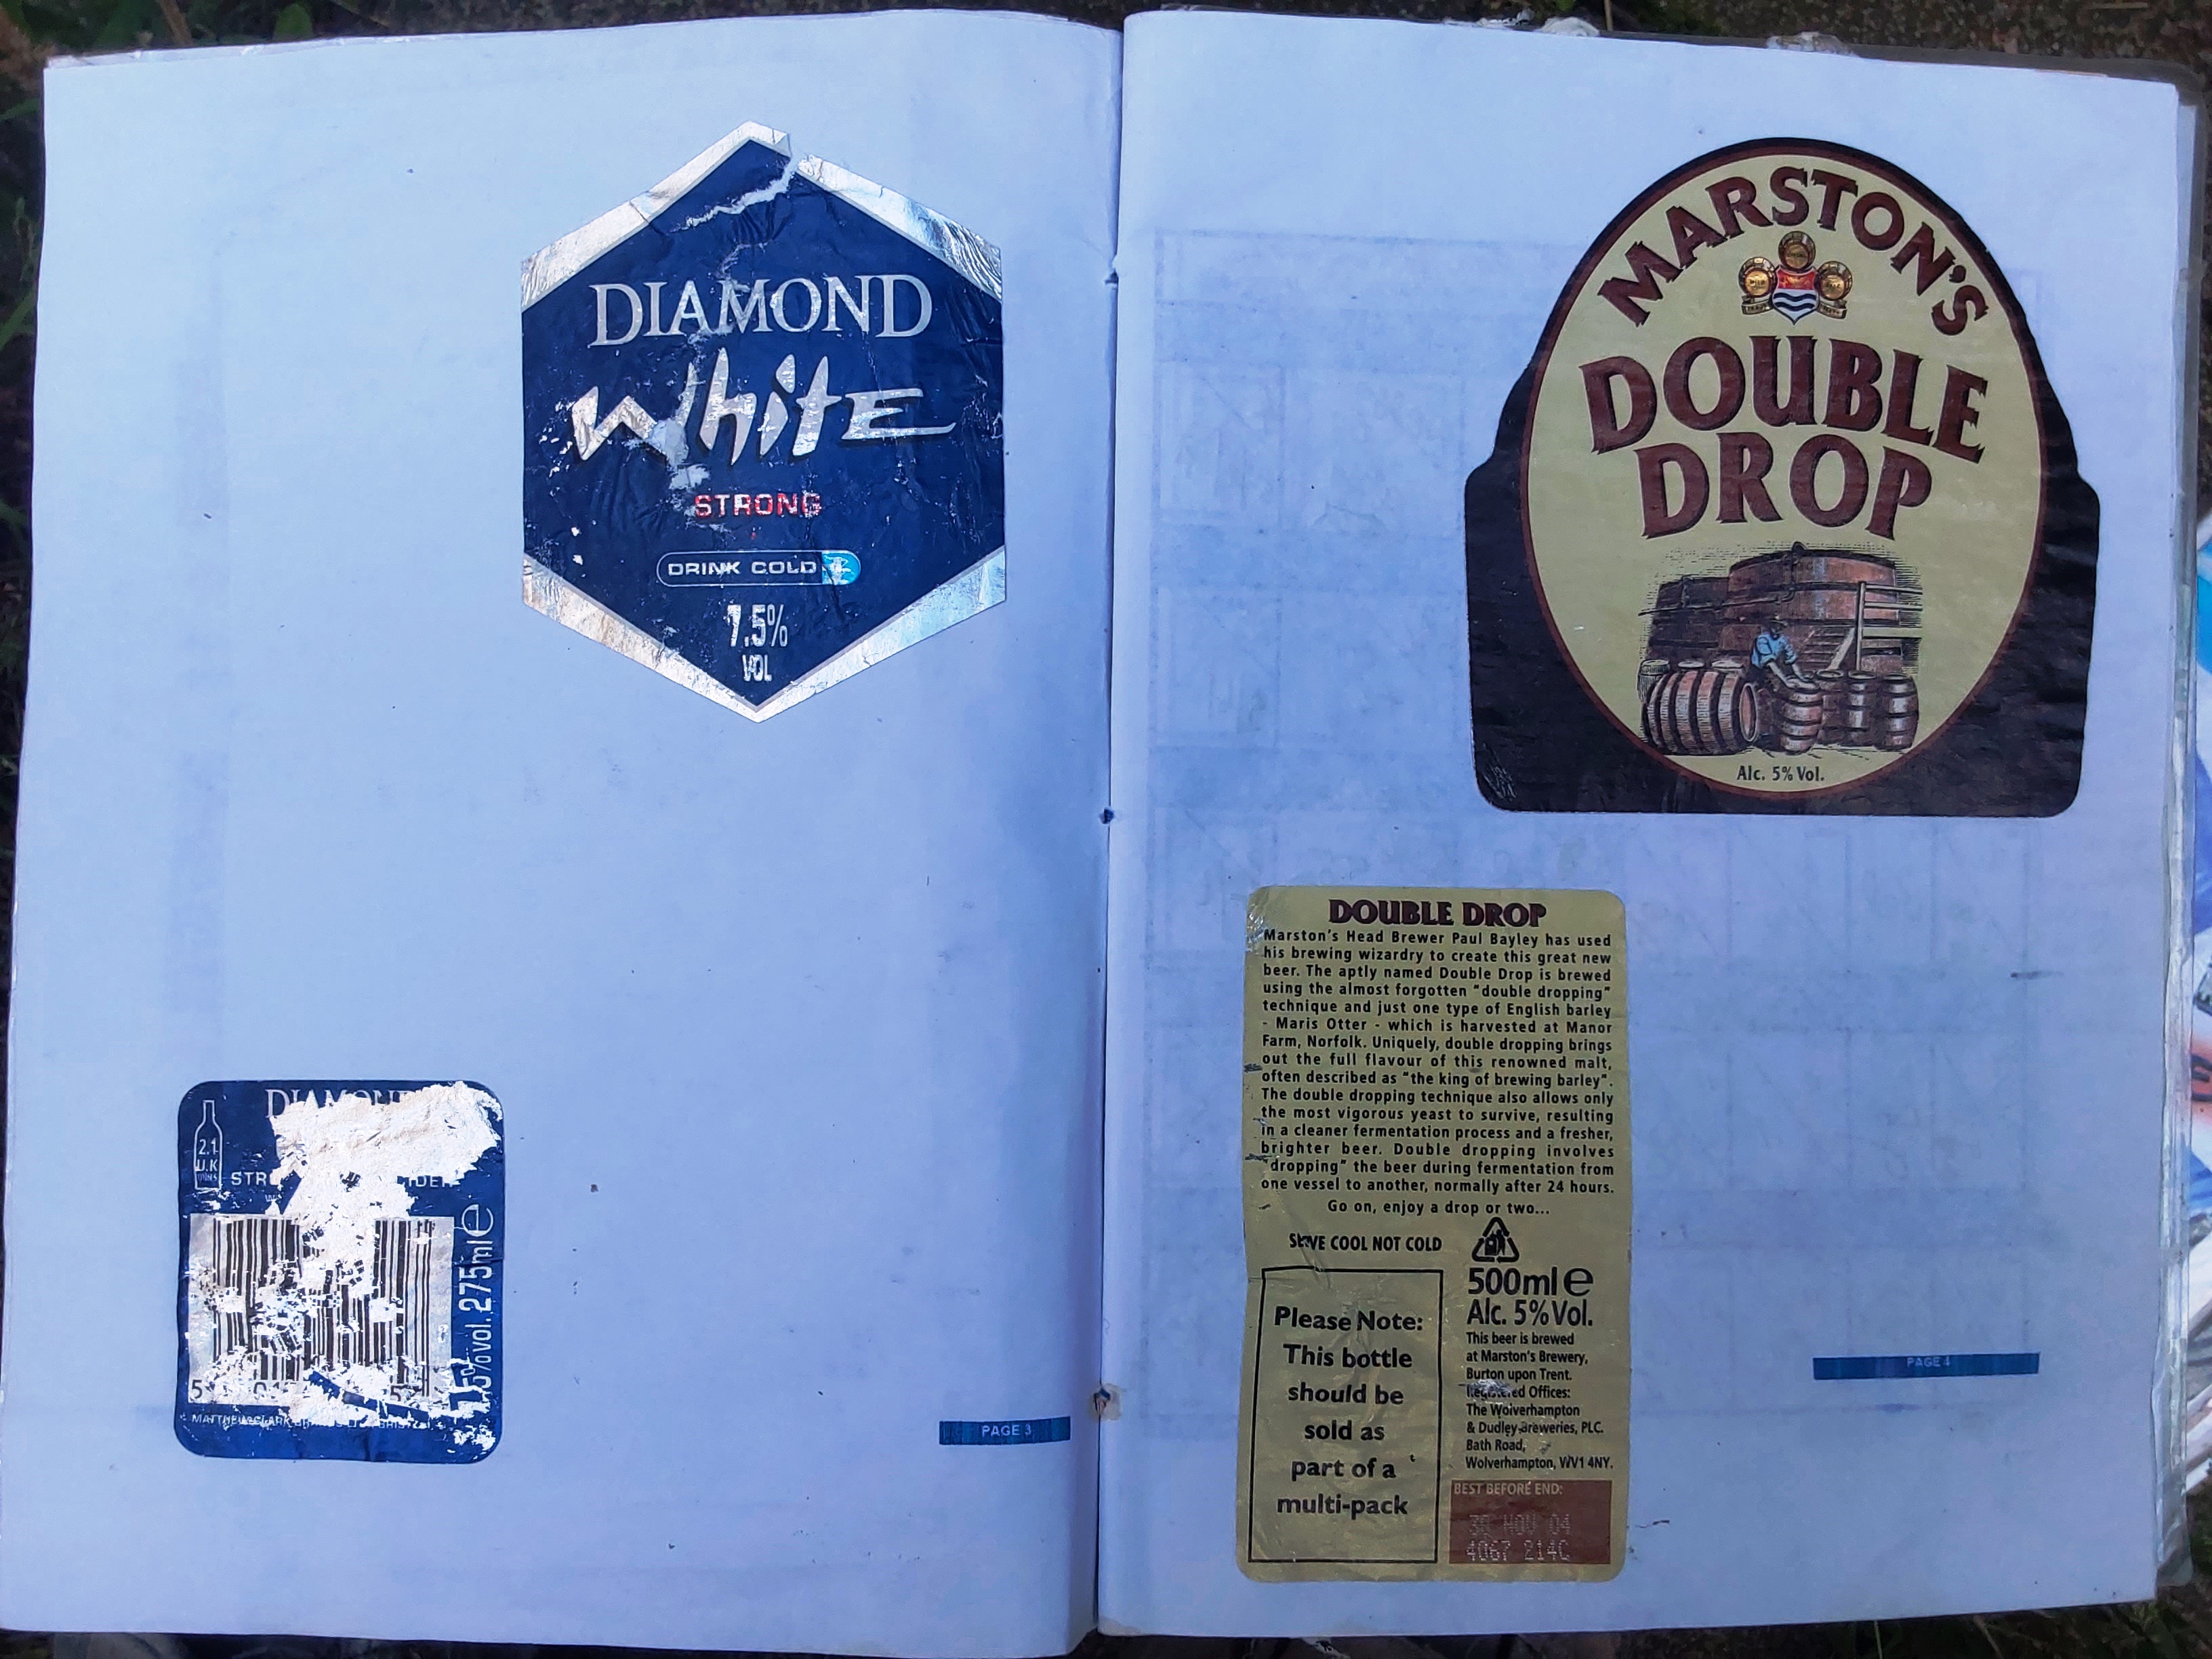 DIAMOND
White
STRONG
DRINK COLD
7.5%
VOL
2.1
U.K
275ml e
5%vol.
PAGE 3
MARSTON'S
DOUBLE
DROP
Alc. 5% Vol.
DOUBLE DROP
Marston's Head Brewer Paul Bayley has used
his brewing wizardry to create this great new
beer. The aptly named Double Drop is brewed
using the almost forgotten "double dropping"
technique and just one type of English barley
- Maris Otter - which is harvested at Manor
Farm, Norfolk. Uniquely, double dropping brings
out the full flavour of this renowned malt,
often described as "the king of brewing barley".
The double dropping technique also allows only
the most vigorous yeast to survive, resulting
in a cleaner fermentation process and a fresher,
brighter beer. Double dropping involves
"dropping" the beer during fermentation from
one vessel to another, normally after 24 hours.
Go on, enjoy a drop or two...
SERVE COOL NOT COLD
500ml e
Alc. 5% Vol.
This beer is brewed
at Marston's Brewery,
Burton upon Trent.
Registered Offices:
The Wolverhampton
& Dudley Breweries, PLC.
Bath Road,
Wolverhampton, WV1 4NY.
Please Note:
This bottle
should be
sold as
part of a
multi-pack
BEST BEFORE END:
30 NOV 04
4067 214C
PAGE 4